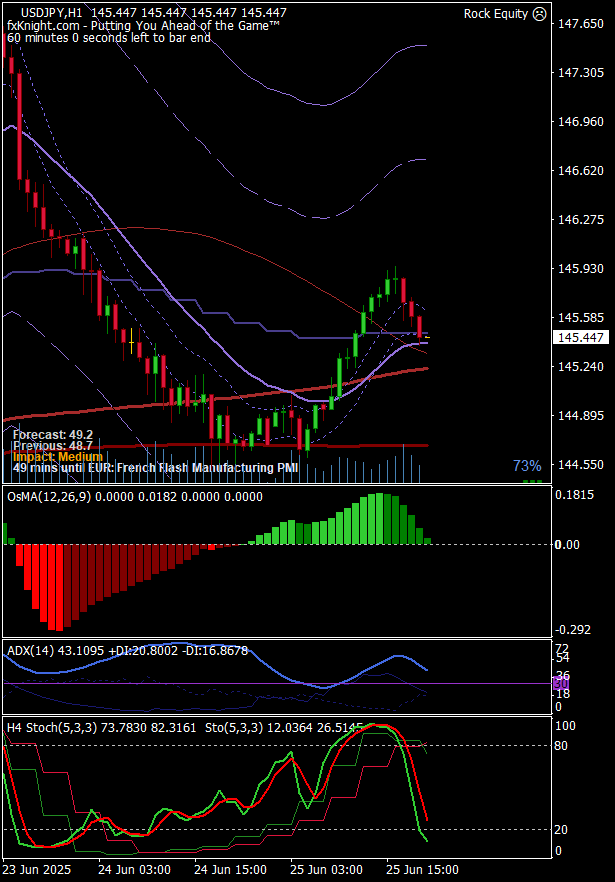 USDJPY,H1 145.447 145.447 145.447 145.447
Rock Equity
fxKnight.com - Putting You Ahead of the Game™
60 minutes 0 seconds left to bar end
147.650
147.305
146.960
146.620
146.275
145.930
145.585
145.447
145.240
144.895
144.550
Forecast: 49.2
Previous: 48.7
Impact: Medium
49 mins until EUR: French Flash Manufacturing PMI
73%
OsMA(12,26,9) 0.0000 0.0182 0.0000 0.0000
0.1815
0.00
-0.292
ADX(14) 43.1095 +DI:20.8002 -DI:16.8678
72
54
36
30
18
0
H4 Stoch(5,3,3) 73.7830 82.3161 Sto(5,3,3) 12.0364 26.5145
100
80
20
0
23 Jun 2025
24 Jun 03:00
24 Jun 15:00
25 Jun 03:00
25 Jun 15:00